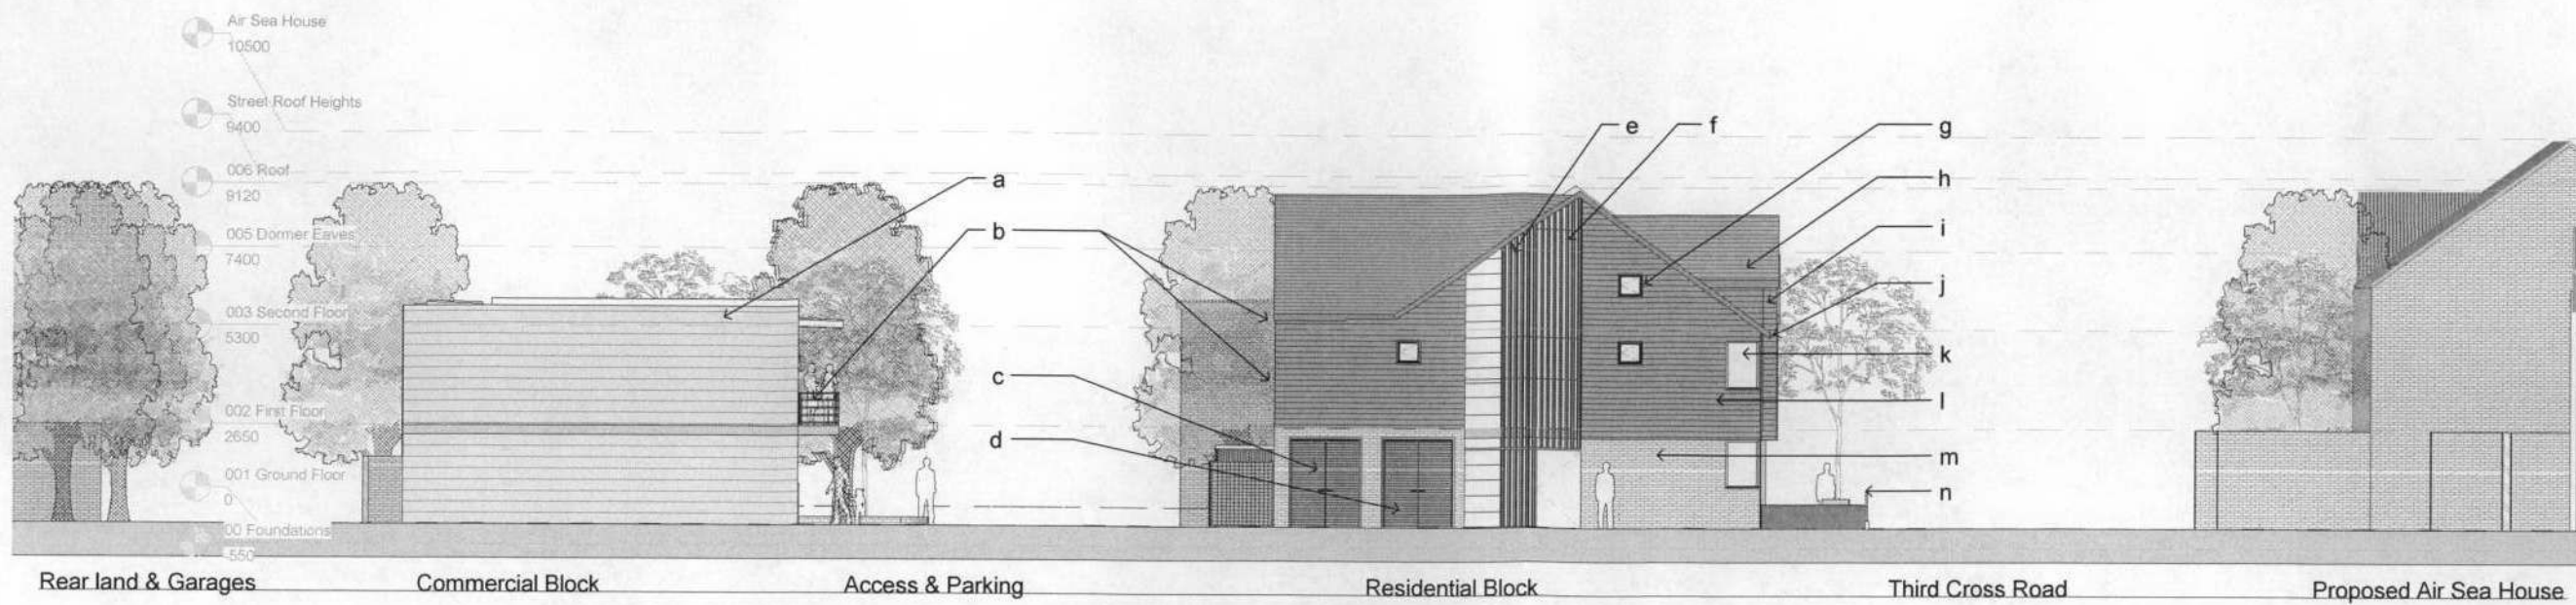 Air Sea House
10500
Street Roof Heights
9400
006 Roof
9120
005 Dormer Eaves
7400
003 Second Floor
5300
002 First Floor
2650
001 Ground Floor
0
00 Foundations
-550
a
b
c
d
e
f
g
h
i
j
k
l
m
n
Rear land & Garages
Commercial Block
Access & Parking
Residential Block
Third Cross Road
Proposed Air Sea House